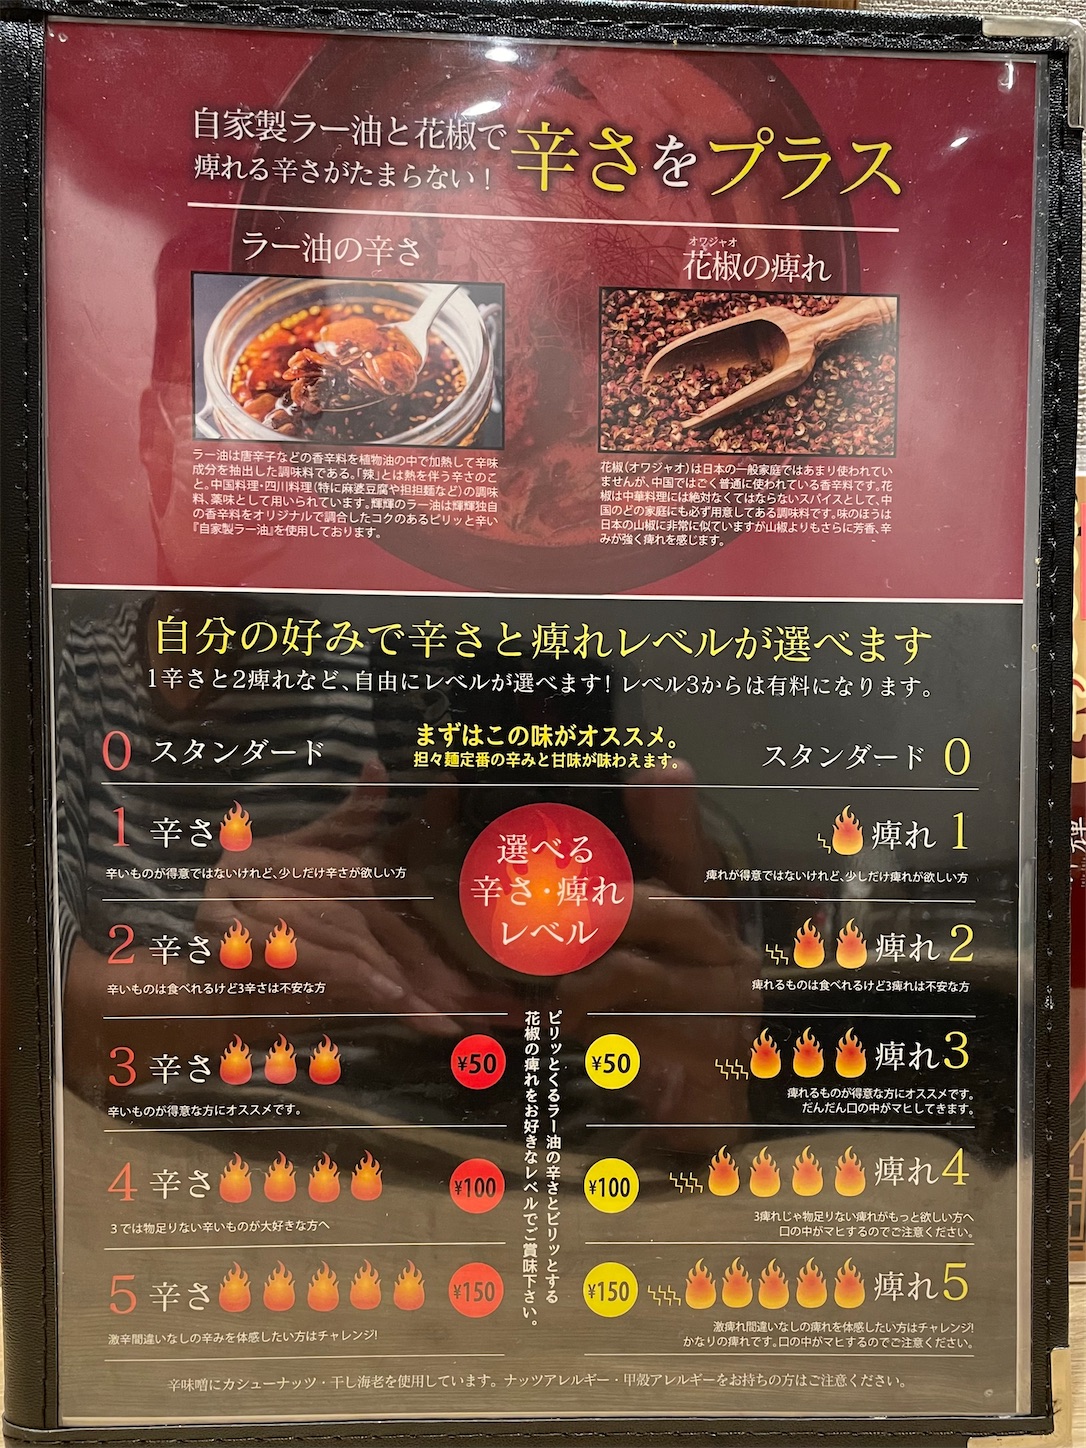 自家製ラー油と花椒で
痺れる辛さがたまらない！
辛さをプラス
ラー油の辛さ
ラー油は唐辛子などの香辛料を植物油の中で加熱して辛味
成分を抽出した調味料である。「辣」とは熱を伴う辛さのこ
と。中国料理・四川料理(特に麻婆豆腐や担担麺など)の調味
料、薬味として用いられています。輝輝のラー油は輝輝独自
の香辛料をオリジナルで調合したコクのあるピリッと辛い
『自家製ラー油』を使用しております。
オワジャオ
花椒の痺れ
花椒(オワジャオ)は日本の一般家庭ではあまり使われてい
ませんが、中国ではごく普通に使われている香辛料です。花
椒は中華料理には絶対なくてはならないスパイスとして、中
国のどの家庭にも必ず用意してある調味料です。味のほうは
日本の山椒に非常に似ていますが山椒よりもさらに芳香、辛
みが強く痺れを感じます。
自分の好みで辛さと痺れレベルが選べます
1辛さと2痺れなど、自由にレベルが選べます！レベル3からは有料になります。
0 スタンダード
まずはこの味がオススメ。
担々麺定番の辛みと甘味が味わえます。
スタンダード 0
選べる
辛さ・痺れ
レベル
1 辛さ
辛いものが得意ではないけれど、少しだけ辛さが欲しい方
痺れ 1
痺れが得意ではないけれど、少しだけ痺れが欲しい方
2 辛さ
辛いものは食べれるけど3辛さは不安な方
痺れ 2
痺れるものは食べれるけど3痺れは不安な方
3 辛さ ¥50
辛いものが得意な方にオススメです。
¥50 痺れ 3
痺れるものが得意な方にオススメです。
だんだん口の中がマヒしてきます。
4 辛さ ¥100
3では物足りない辛いものが大好きな方へ
¥100 痺れ 4
3痺れじゃ物足りない痺れがもっと欲しい方へ
口の中がマヒするのでご注意ください。
5 辛さ ¥150
激辛間違いなしの辛みを体感したい方はチャレンジ!
¥150 痺れ 5
激痺れ間違いなしの痺れを体感したい方はチャレンジ!
かなりの痺れです。口の中がマヒするのでご注意ください。
ピリッとくるラー油の辛さとビリッとする
花椒の痺れをお好きなレベルでご賞味下さい。
辛味噌にカシューナッツ・干し海老を使用しています。ナッツアレルギー・甲殻アレルギーをお持ちの方はご注意ください。